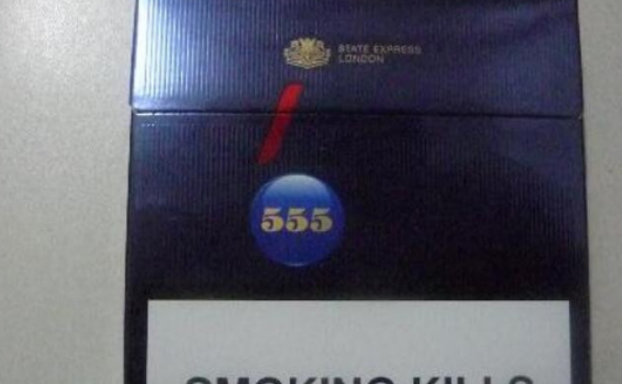 STATE EXPRESS
LONDON
555
SMOKING KILLS